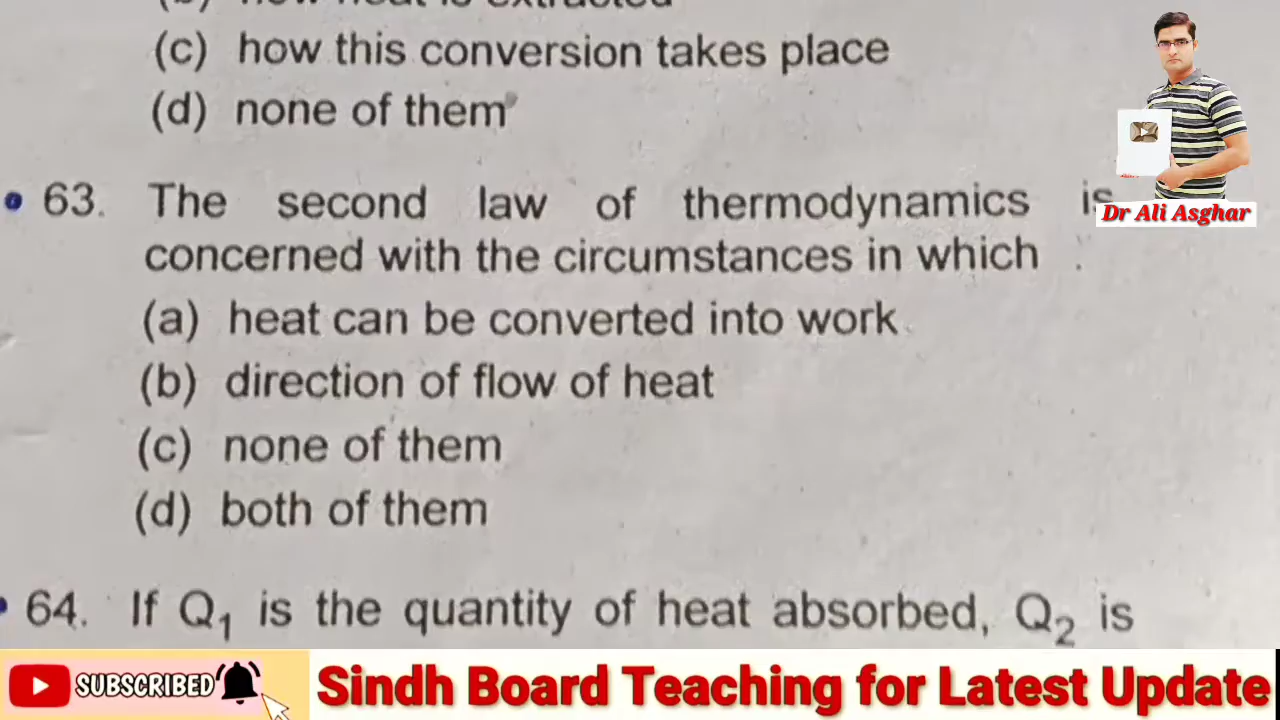 (c) how this conversion takes place
(d) none of them
63. The second law of thermodynamics is
concerned with the circumstances in which
(a) heat can be converted into work
(b) direction of flow of heat
(c) none of them
(d) both of them
64. If Q₁ is the quantity of heat absorbed, Q₂ is
Dr Ali Asghar
SUBSCRIBED
Sindh Board Teaching for Latest Update